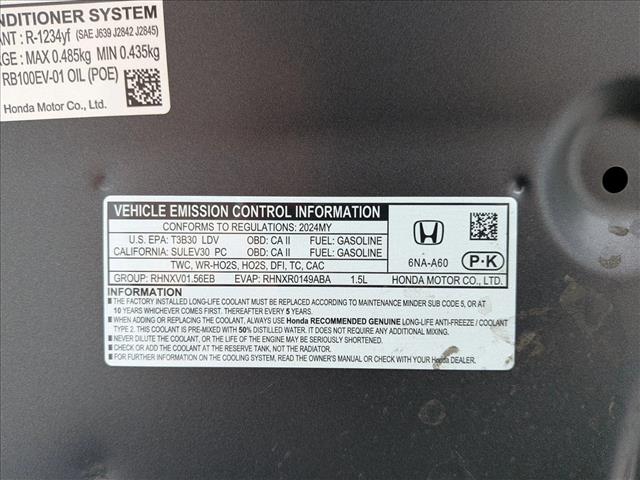 NDITIONER SYSTEM
ANT : R-1234yf (SAE J639 J2842 J2845)
RGE : MAX 0.485kg MIN 0.435kg
RB100EV-01 OIL (POE)
Honda Motor Co., Ltd.
VEHICLE EMISSION CONTROL INFORMATION
CONFORMS TO REGULATIONS: 2024MY
U.S. EPA: T3B30 LDV OBD: CA II FUEL: GASOLINE
CALIFORNIA: SULEV30 PC OBD: CA II FUEL: GASOLINE
TWC, WR-HO2S, HO2S, DFI, TC, CAC
GROUP: RHNXV01.56EB EVAP: RHNXR0149ABA 1.5L
6NA-A60 P·K
HONDA MOTOR CO., LTD.
INFORMATION
■ THE FACTORY INSTALLED LONG-LIFE COOLANT MUST BE REPLACED ACCORDING TO MAINTENANCE MINDER SUB CODE 5, OR AT
10 YEARS WHICHEVER COMES FIRST. THEREAFTER EVERY 5 YEARS.
■ WHEN ADDING OR REPLACING THE COOLANT, ALWAYS USE Honda RECOMMENDED GENUINE LONG-LIFE ANTI-FREEZE / COOLANT
TYPE 2. THIS COOLANT IS PRE-MIXED WITH 50% DISTILLED WATER. IT DOES NOT REQUIRE ANY ADDITIONAL MIXING.
■ NEVER DILUTE THE COOLANT, OR THE LIFE OF THE ENGINE MAY BE SERIOUSLY SHORTENED.
■ ALWAYS ADD COOLANT AT THE RESERVE TANK, NOT THE RADIATOR.
■ FOR FURTHER INFORMATION ON THE COOLING SYSTEM, READ THE OWNER'S MANUAL OR CHECK WITH YOUR Honda DEALER.